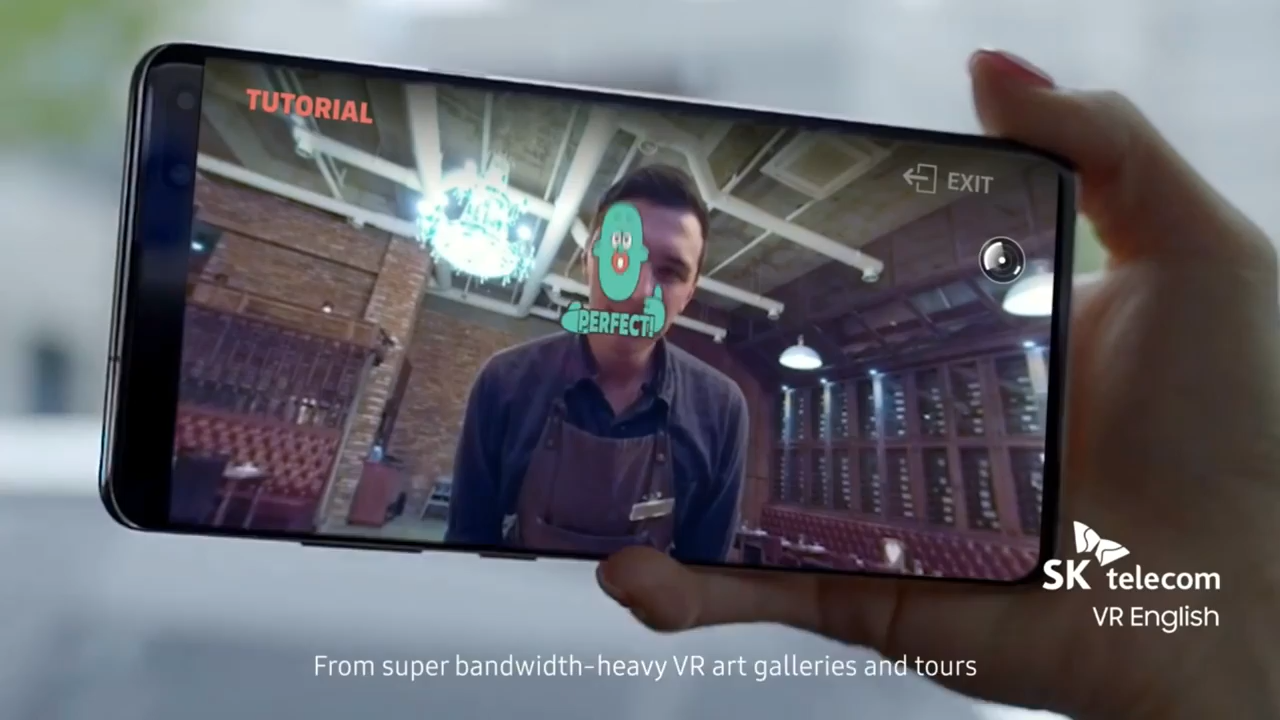 TUTORIAL
EXIT
PERFECT!
SK telecom
VR English
From super bandwidth-heavy VR art galleries and tours